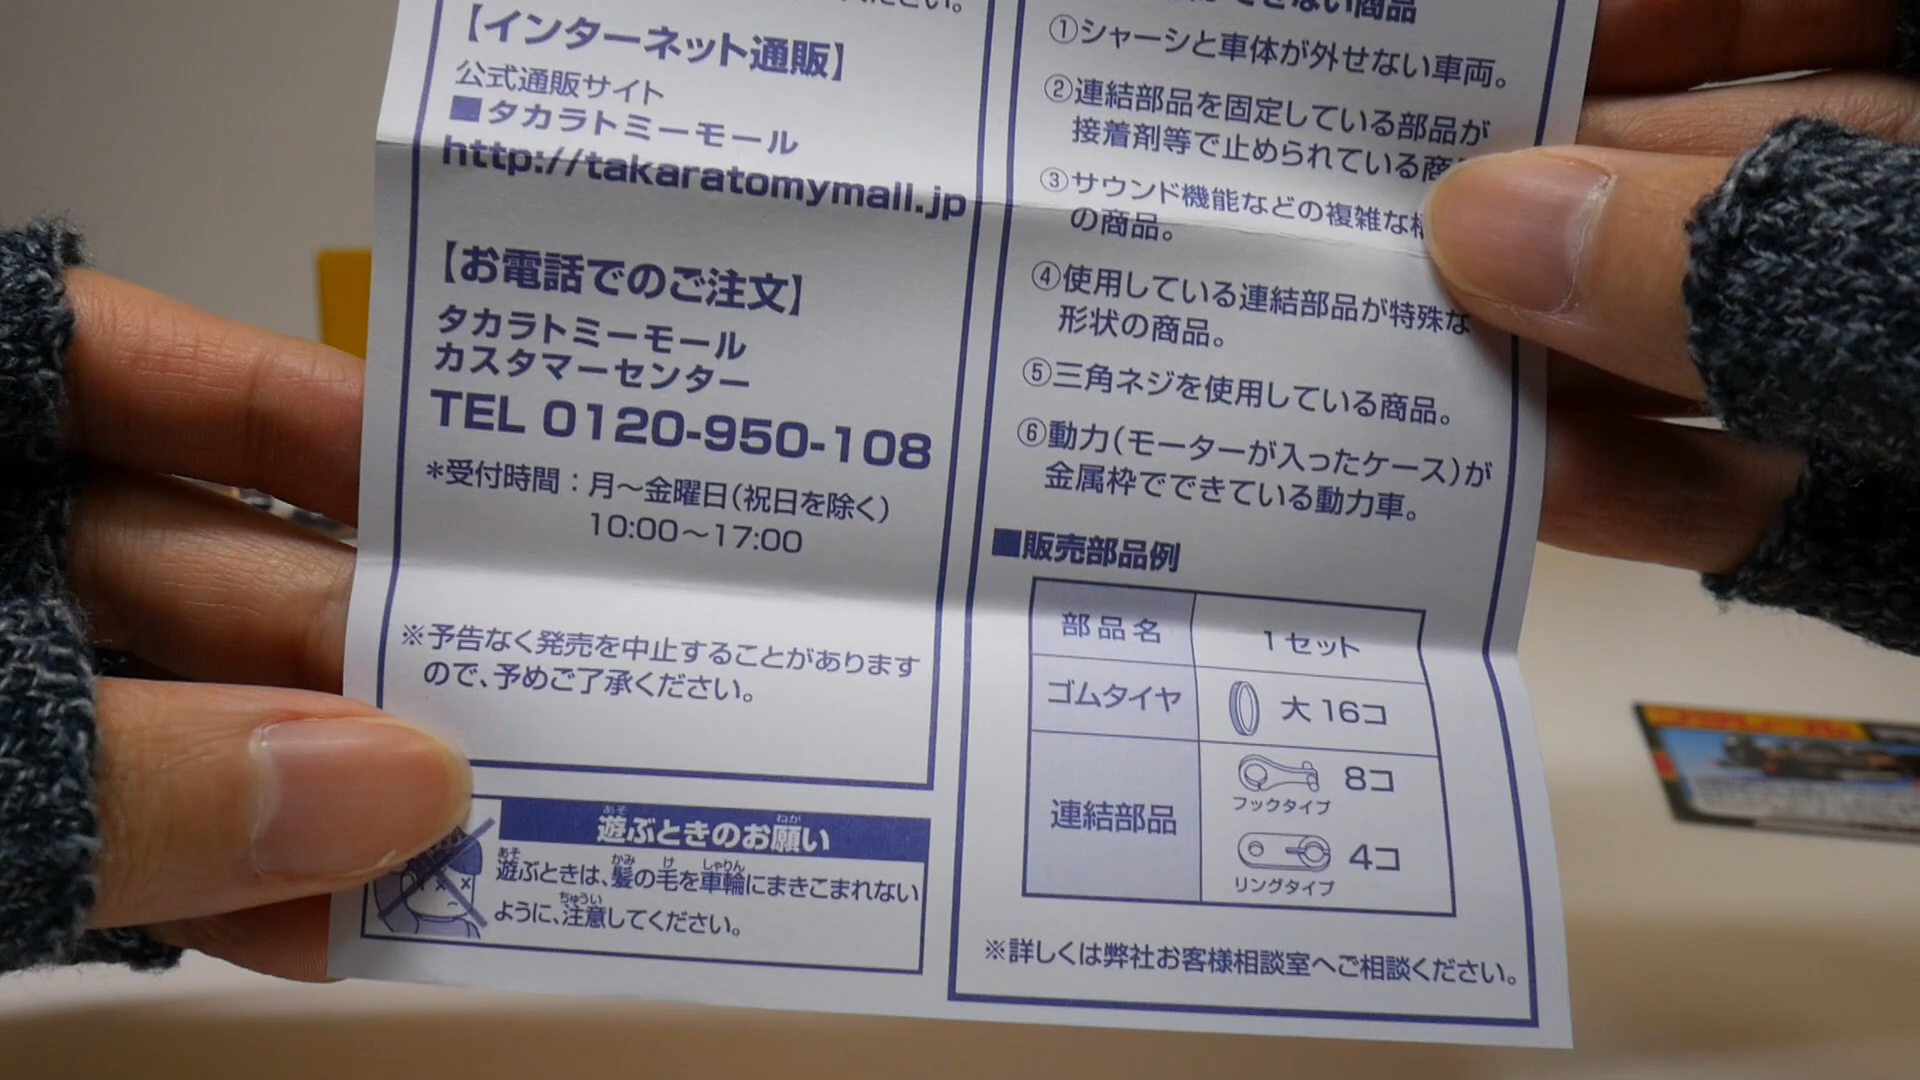 ください。
【インターネット通販】
公式通販サイト
■タカラトミーモール
http://takaratomymall.jp
【お電話でのご注文】
タカラトミーモール
カスタマーセンター
TEL 0120-950-108
*受付時間：月〜金曜日(祝日を除く)
10:00〜17:00
※予告なく発売を中止することがあります
ので、予めご了承ください。
遊ぶときのお願い
遊ぶときは、髪の毛を車輪にまきこまれない
ように、注意してください。
できない商品
①シャーシと車体が外せない車両。
②連結部品を固定している部品が
接着剤等で止められている商
③サウンド機能などの複雑な
の商品。
④使用している連結部品が特殊な
形状の商品。
⑤三角ネジを使用している商品。
⑥動力(モーターが入ったケース)が
金属枠でできている動力車。
■販売部品例
部品名 1セット
ゴムタイヤ 大 16コ
連結部品 8コ
フックタイプ
4コ
リングタイプ
※詳しくは弊社お客様相談室へご相談ください。